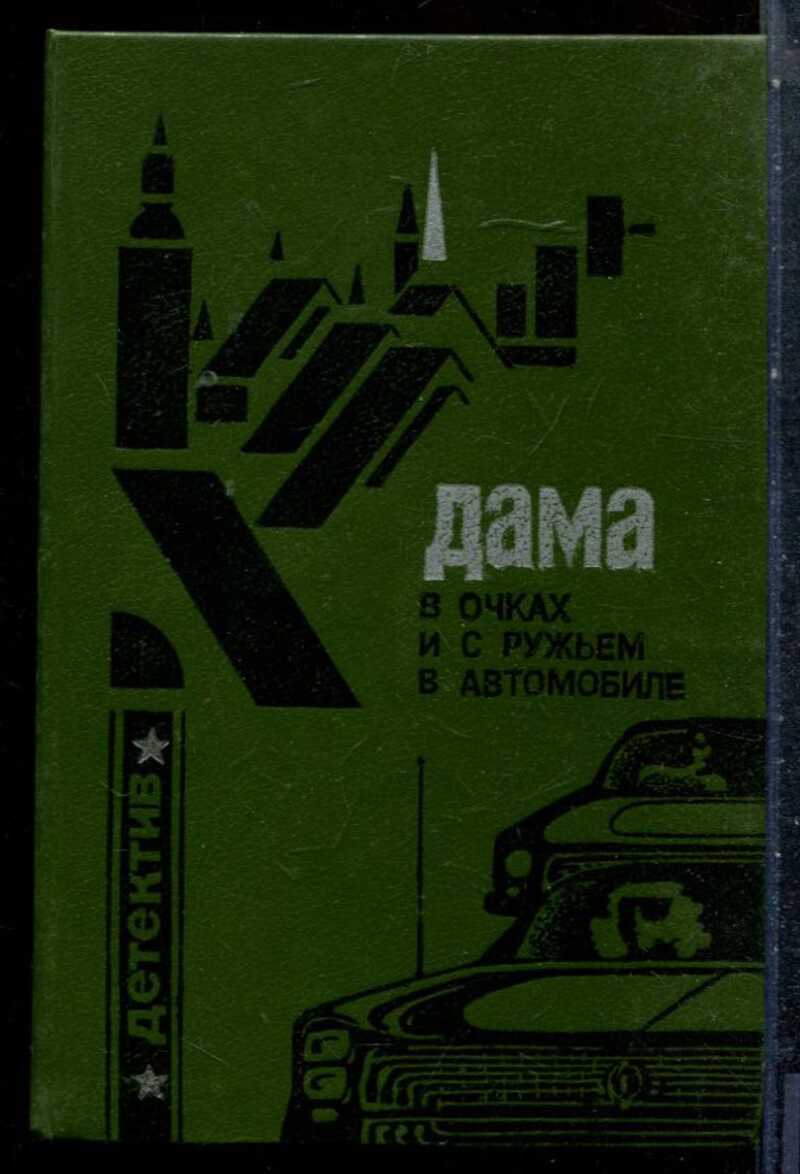 дама
В ОЧКАХ
И С РУЖЬЕМ
В АВТОМОБИЛЕ
детектив